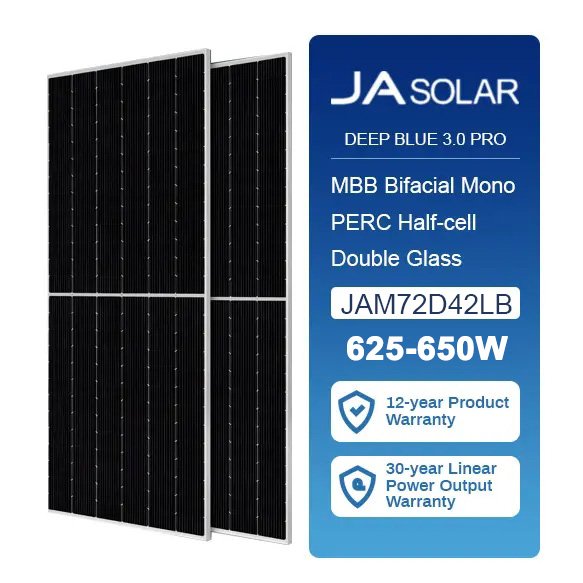 JA SOLAR
DEEP BLUE 3.0 PRO
MBB Bifacial Mono
PERC Half-cell
Double Glass
JAM72D42LB
625-650W
12-year Product
Warranty
30-year Linear
Power Output
Warranty